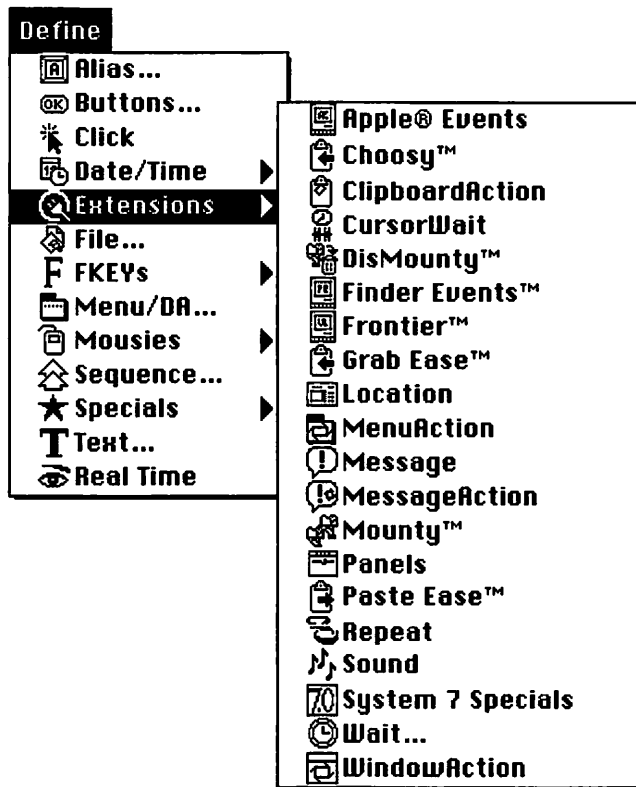 Define
Alias...
Buttons...
Click
Date/Time
Extensions
File...
FKEYs
Menu/DA...
Mousies
Sequence...
Specials
Text...
Real Time
Apple® Events
Choosy™
ClipboardAction
CursorWait
DisMounty™
Finder Events™
Frontier™
Grab Ease™
Location
MenuAction
Message
MessageAction
Mounty™
Panels
Paste Ease™
Repeat
Sound
System 7 Specials
Wait...
WindowAction